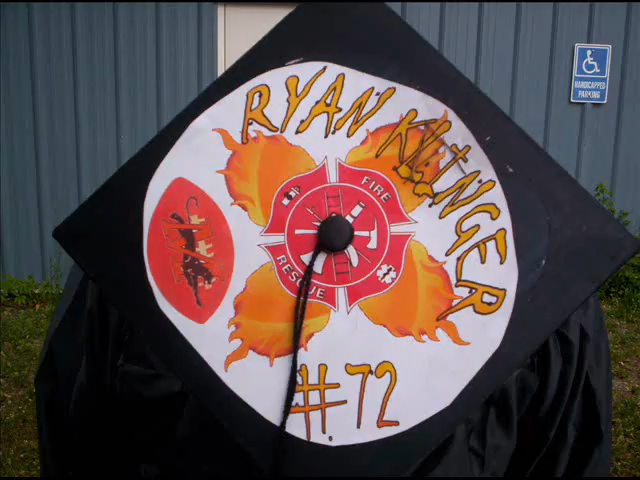 RYAN KLINGER
FIRE
RESCUE
#72
HANDICAPPED
PARKING